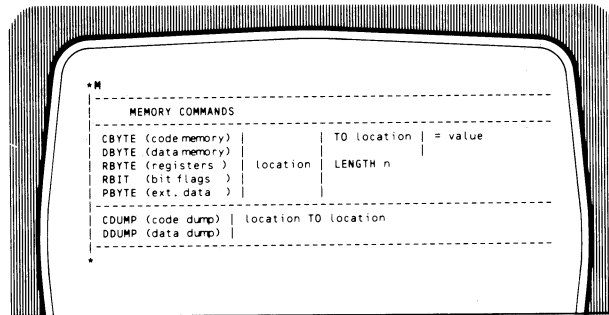 *M
MEMORY COMMANDS
CBYTE (code memory) | | TO location | = value
DBYTE (data memory) | | |
RBYTE (registers ) | location | LENGTH n
RBIT (bit flags ) | |
PBYTE (ext. data ) | |
CDUMP (code dump) | location TO location
DDUMP (data dump) |
*